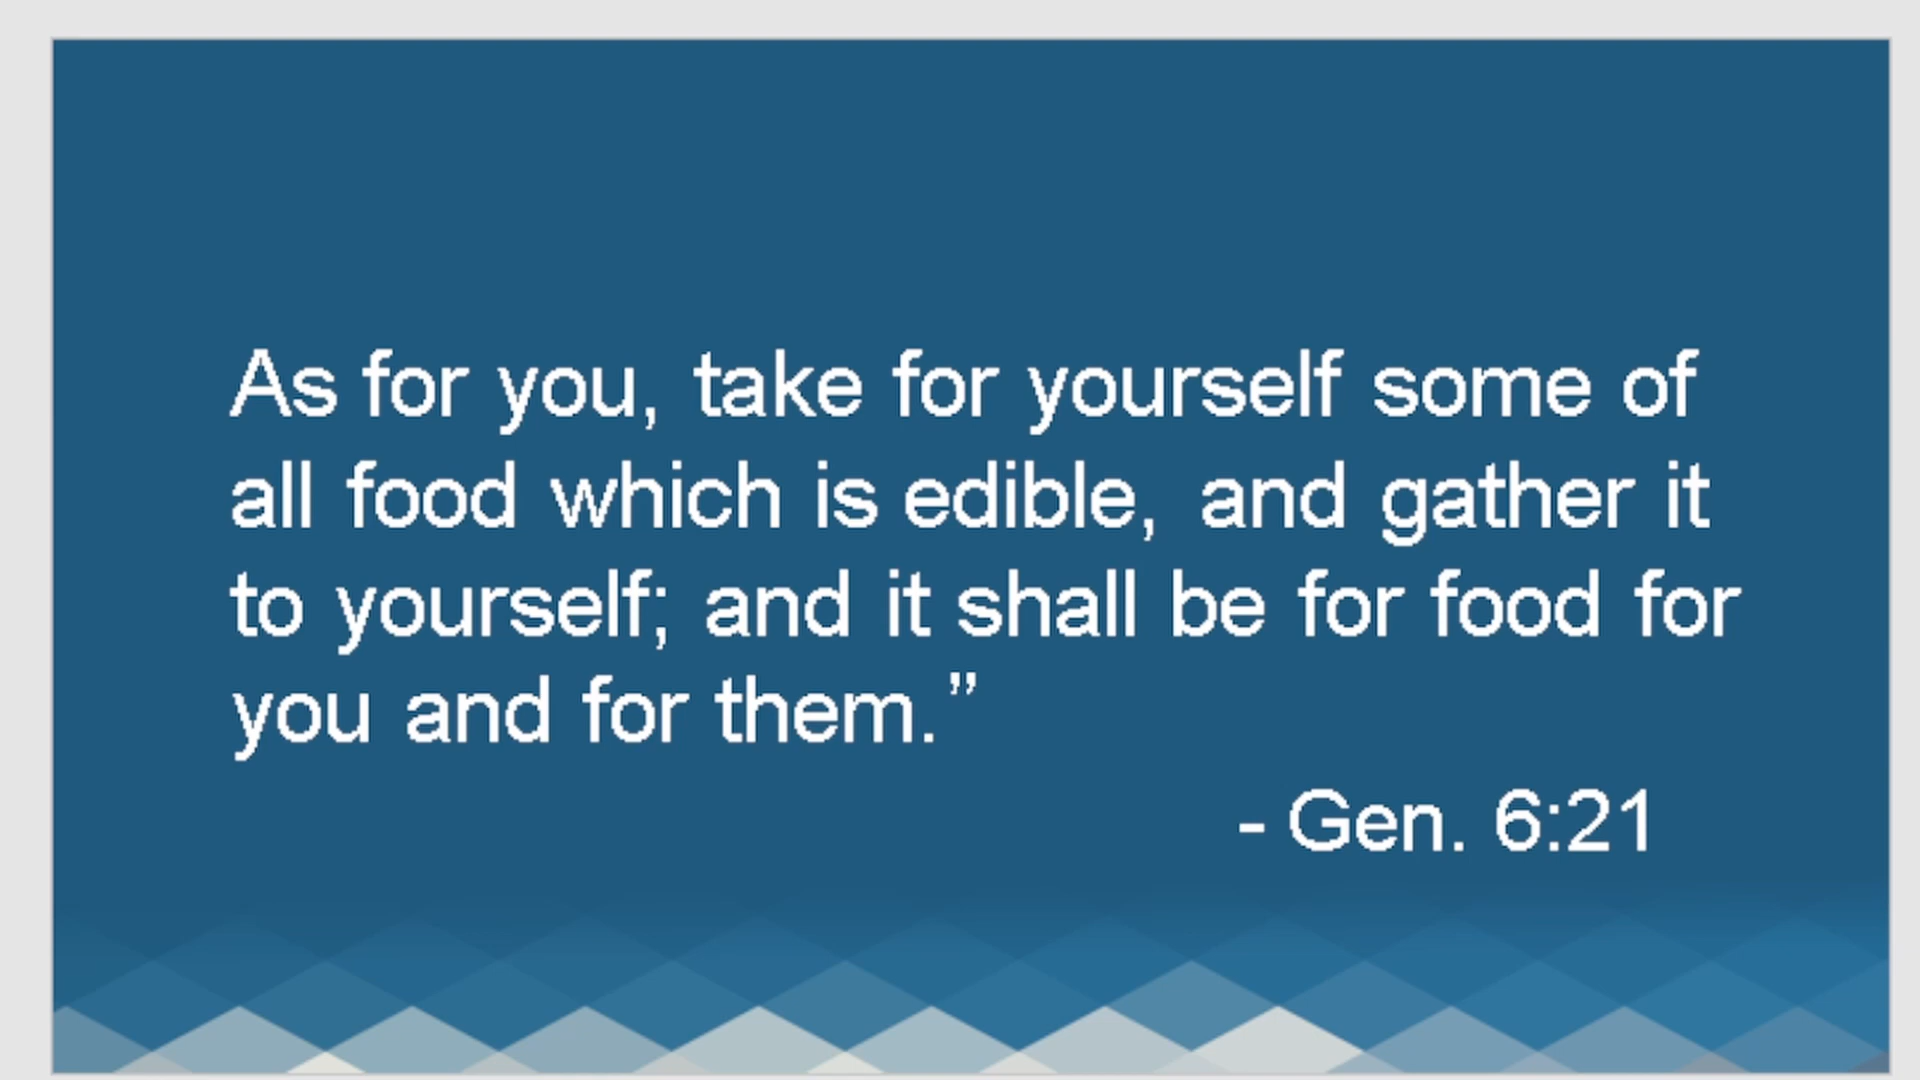 As for you, take for yourself some of
all food which is edible, and gather it
to yourself; and it shall be for food for
you and for them.”
- Gen. 6:21